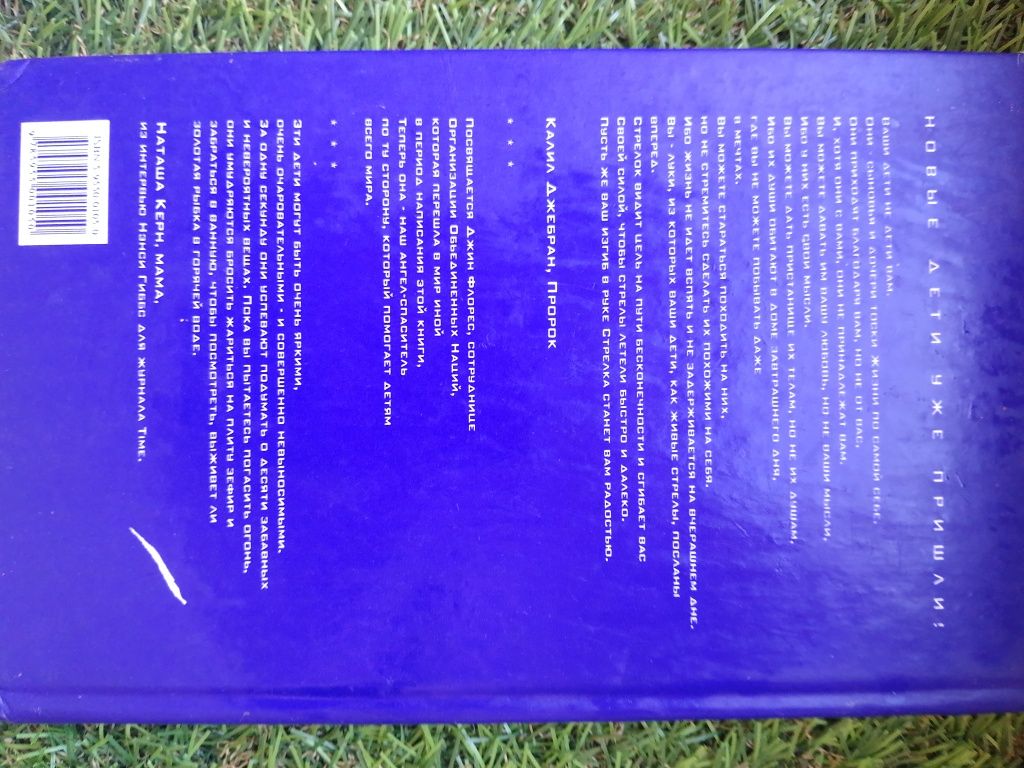 НОВЫЕ ДЕТИ УЖЕ ПРИШЛИ!
Ваши дети не дети вам.
Они - сыновья и дочери тоски жизни по самой себе.
Они приходят благодаря вам, но не от вас,
И, хотя они с вами, они не принадлежат вам.
Вы можете давать им вашу любовь, но не ваши мысли,
Ибо у них есть свои мысли.
Вы можете дать пристанище их телам, но не их душам,
Ибо их души обитают в доме завтрашнего дня,
где вы не можете побывать даже
в мечтах.
Вы можете стараться походить на них,
но не стремитесь сделать их похожими на себя.
Ибо жизнь не идет вспять и не задерживается на вчерашнем дне.
Вы - луки, из которых ваши дети, как живые стрелы, посланы
вперед.
Стрелок видит цель на пути бесконечности и сгибает вас
Своей силой, чтобы стрелы летели быстро и далеко.
Пусть же ваш изгиб в руке Стрелка станет вам радостью.
Калил Джебран, Пророк
* * *
Посвящается Джин Флорес, сотруднице
Организации Объединенных Наций,
которая перешла в мир иной
в период написания этой книги,
Теперь она - наш ангел-спаситель
по ту сторону, который помогает детям
всего мира.
* * *
Эти дети могут быть очень яркими,
очень очаровательными - и совершенно невыносимыми.
За одну секунду они успевают подумать о десяти забавных
и невероятных вещах. Пока вы пытаетесь погасить огонь,
они умудряются бросить жариться на плиту зефир и
забраться в ванную, чтобы посмотреть, выживет ли
золотая рыбка в горячей воде.
Наташа Керн, мама,
из интервью Нэнси Гиббс для журнала Time.